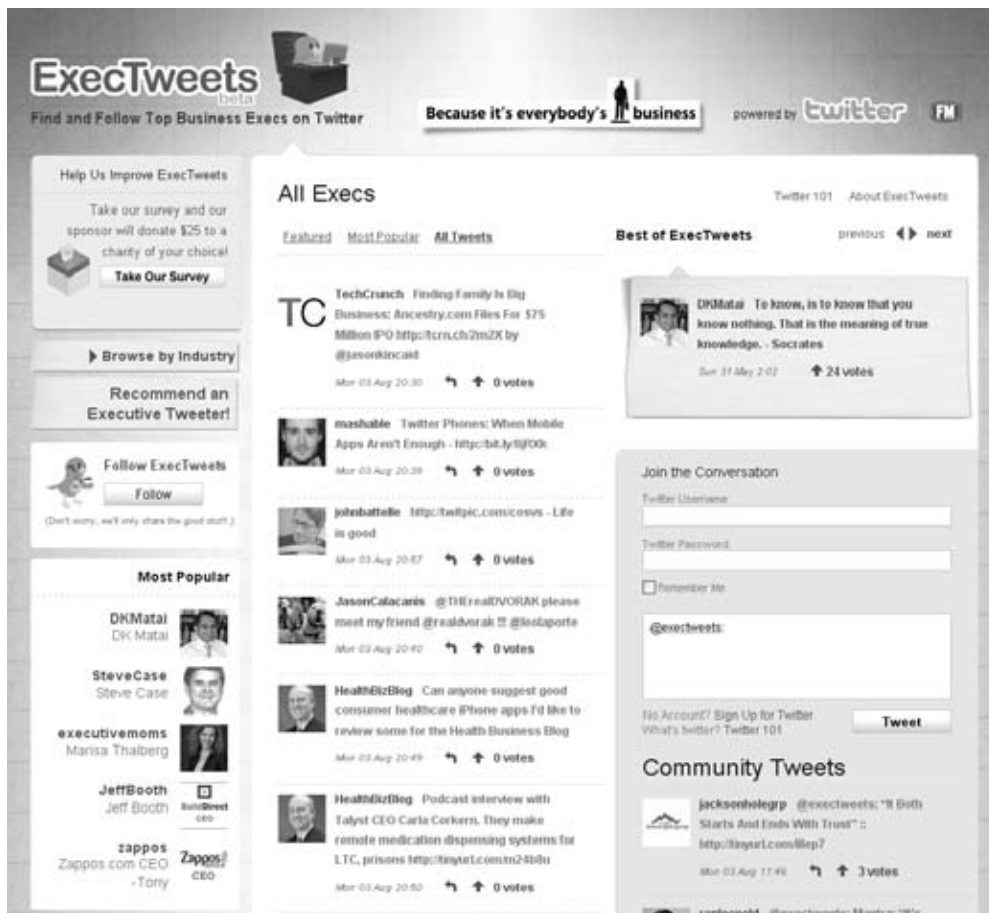 ExecTweets
beta
Find and Follow Top Business Execs on Twitter
Because it's everybody's business
powered by twitter FM
Help Us Improve ExecTweets
Take our survey and our
sponsor will donate $25 to a
charity of your choice!
Take Our Survey
Browse by Industry
Recommend an
Executive Tweeter!
Follow ExecTweets
Follow
(Don't worry, we'll only share the good stuff.)
Most Popular
DKMatai
DK Matai
SteveCase
Steve Case
executivemoms
Marisa Thalberg
JeffBooth
Jeff Booth
BuildDirect
CEO
zappos
Zappos.com CEO
-Tony
Zappos
CEO
All Execs
Twitter 101 About ExecTweets
Featured Most Popular All Tweets
TC
TechCrunch Finding Family Is Big
Business: Ancestry.com Files For $75
Million IPO http://tcrn.ch/2m2X by
@jasonkincaid
Mon 03 Aug 20:30 0 votes
mashable Twitter Phones: When Mobile
Apps Aren't Enough - 
Mon 03 Aug 20:39 0 votes
johnbattelle http://twitpic.com/cosvs - Life
is good
Mon 03 Aug 20:57 0 votes
JasonCalacanis @THErealDVORAK please
meet my friend @realdvorak !!! @leolaporte
Mon 03 Aug 20:40 0 votes
HealthBizBlog Can anyone suggest good
consumer healthcare iPhone apps I'd like to
review some for the Health Business Blog
Mon 03 Aug 20:49 0 votes
HealthBizBlog Podcast interview with
Talyst CEO Carla Corkern. They make
remote medication dispensing systems for
LTC, prisons http://tinyurl.com/m24b8u
Mon 03 Aug 20:50 0 votes
Best of ExecTweets
previous next
DKMatai To know, is to know that you
know nothing. That is the meaning of true
knowledge. - Socrates
Sun 31 May 2:02 24 votes
Join the Conversation
Twitter Username:
Twitter Password:
Remember Me
@exectweets:
No Account? Sign Up for Twitter
What's twitter? Twitter 101
Tweet
Community Tweets
jacksonholegrp @exectweets: "It Both
Starts And Ends With Trust" ::
Mon 03 Aug 11:46 3 votes
@exectweets: